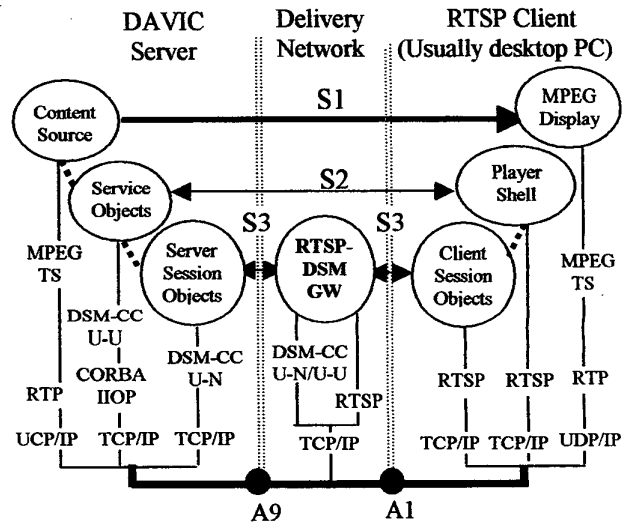 DAVIC
Server
Delivery
Network
RTSP Client
(Usually desktop PC)
Content
Source
S1
MPEG
Display
Service
Objects
S2
Player
Shell
Server
Session
Objects
S3
RTSP-
DSM
GW
S3
Client
Session
Objects
MPEG
TS
DSM-CC
U-U
CORBA
IIOP
DSM-CC
U-N
DSM-CC
U-N/U-U
RTSP
RTSP
RTSP
MPEG
TS
RTP
RTP
UCP/IP
TCP/IP
TCP/IP
TCP/IP
TCP/IP
TCP/IP
UDP/IP
A9
A1